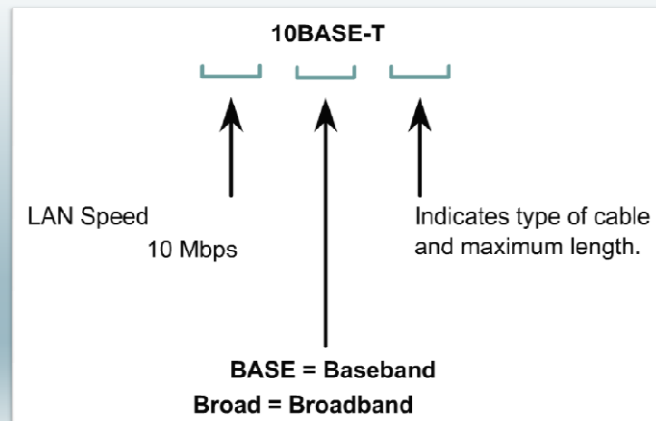 10BASE-T
LAN Speed
10 Mbps
Indicates type of cable
and maximum length.
BASE = Baseband
Broad = Broadband